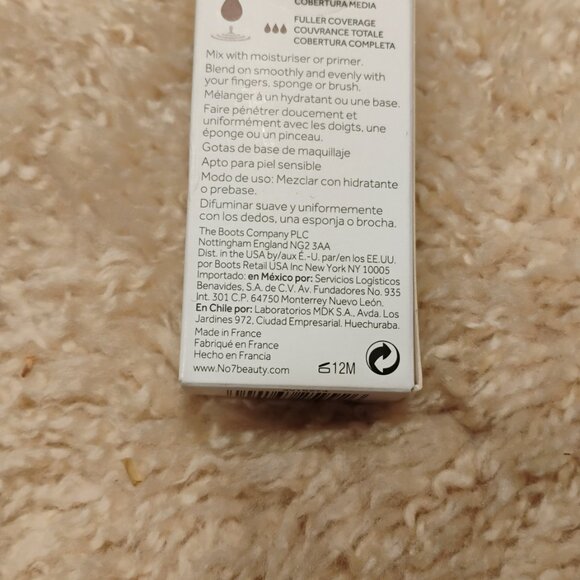 COBERTURA MEDIA
FULLER COVERAGE
COUVRANCE TOTALE
COBERTURA COMPLETA
Mix with moisturiser or primer.
Blend on smoothly and evenly with
your fingers, sponge or brush.
Mélanger à un hydratant ou une base.
Faire pénétrer doucement et
uniformément avec les doigts, une
éponge ou un pinceau.
Gotas de base de maquillaje
Apto para piel sensible
Modo de uso: Mezclar con hidratante
o prebase.
Difuminar suave y uniformemente
con los dedos, una esponja o brocha.
The Boots Company PLC
Nottingham England NG2 3AA
Dist. in the USA by/aux É.-U. par/en los EE.UU.
por Boots Retail USA Inc New York NY 10005
Importado: en México por: Servicios Logísticos
Benavides, S.A. de C.V. Av. Fundadores No. 935
Int. 301 C.P. 64750 Monterrey Nuevo León.
En Chile por: Laboratorios MDK S.A., Avda. Los
Jardines 972, Ciudad Empresarial. Huechuraba.
Made in France
Fabriqué en France
Hecho en Francia
www.No7beauty.com
12M